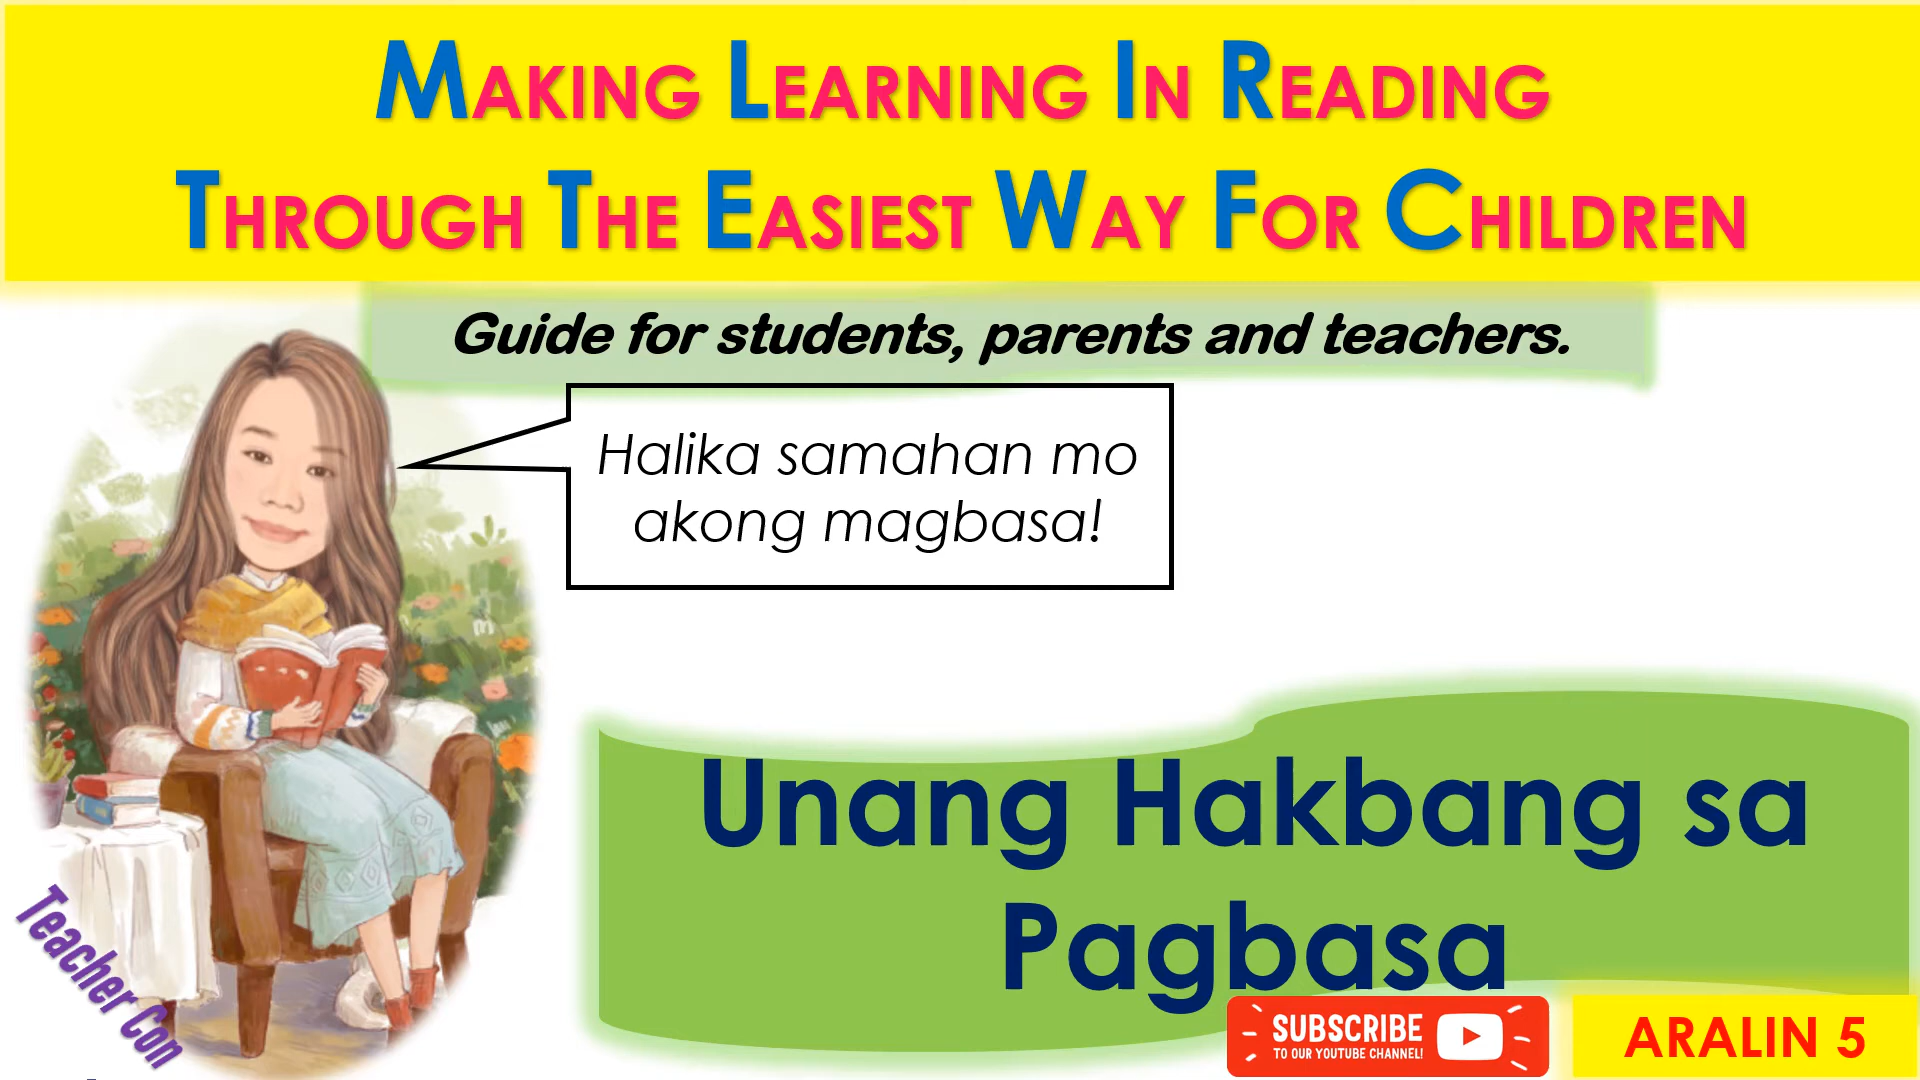 MAKING LEARNING IN READING
THROUGH THE EASIEST WAY FOR CHILDREN
Guide for students, parents and teachers.
Halika samahan mo
akong magbasa!
Unang Hakbang sa
Pagbasa
Teacher Con
SUBSCRIBE
TO OUR YOUTUBE CHANNEL!
ARALIN 5